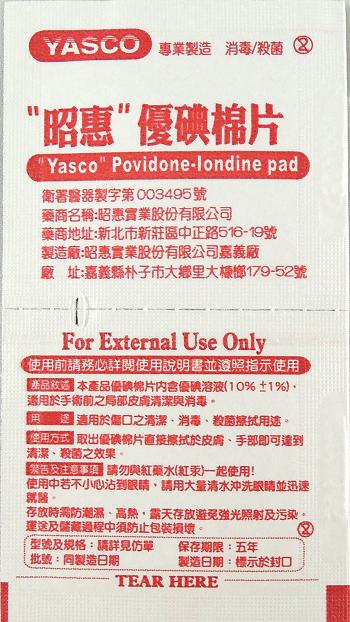 YASCO 專業製造 消毒/殺菌
"昭惠"優碘棉片
"Yasco" Povidone-Iondine pad
衛署醫器製字第003495號
藥商名稱:昭惠實業股份有限公司
藥商地址:新北市新莊區中正路516-19號
製造廠:昭惠實業股份有限公司嘉義廠
廠 址:嘉義縣朴子市大鄉里大槺榔179-52號
For External Use Only
使用前請務必詳閱使用說明書並遵照指示使用
產品敘述 本產品優碘棉片內含優碘溶液(10% ±1%),
適用於手術前之局部皮膚清潔與消毒。
用 途 適用於傷口之清潔、消毒、殺菌擦拭用途。
使用方式 取出優碘棉片直接擦拭於皮膚、手部即可達到
清潔、殺菌之效果。
警告及注意事項 請勿與紅藥水(紅汞)一起使用!
使用中若不小心沾到眼睛,請用大量清水沖洗眼睛並迅速
就醫。
存放時需防潮濕、高熱,露天存放避免強光照射及污染。
運送及儲藏過程中須防止包裝損壞。
型號及規格:請詳見仿單 保存期限:五年
批號:同製造日期 製造日期:標示於封口
TEAR HERE